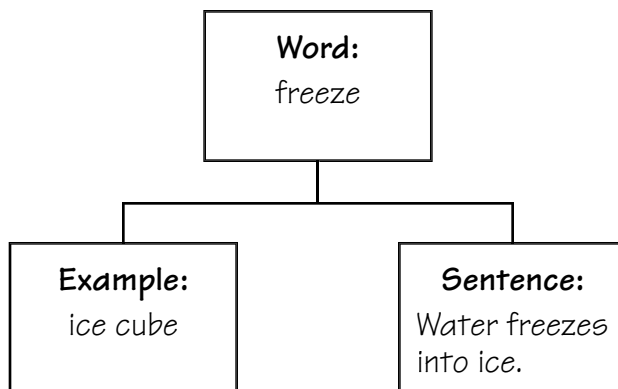 Word:
freeze
Example:
ice cube
Sentence:
Water freezes
into ice.